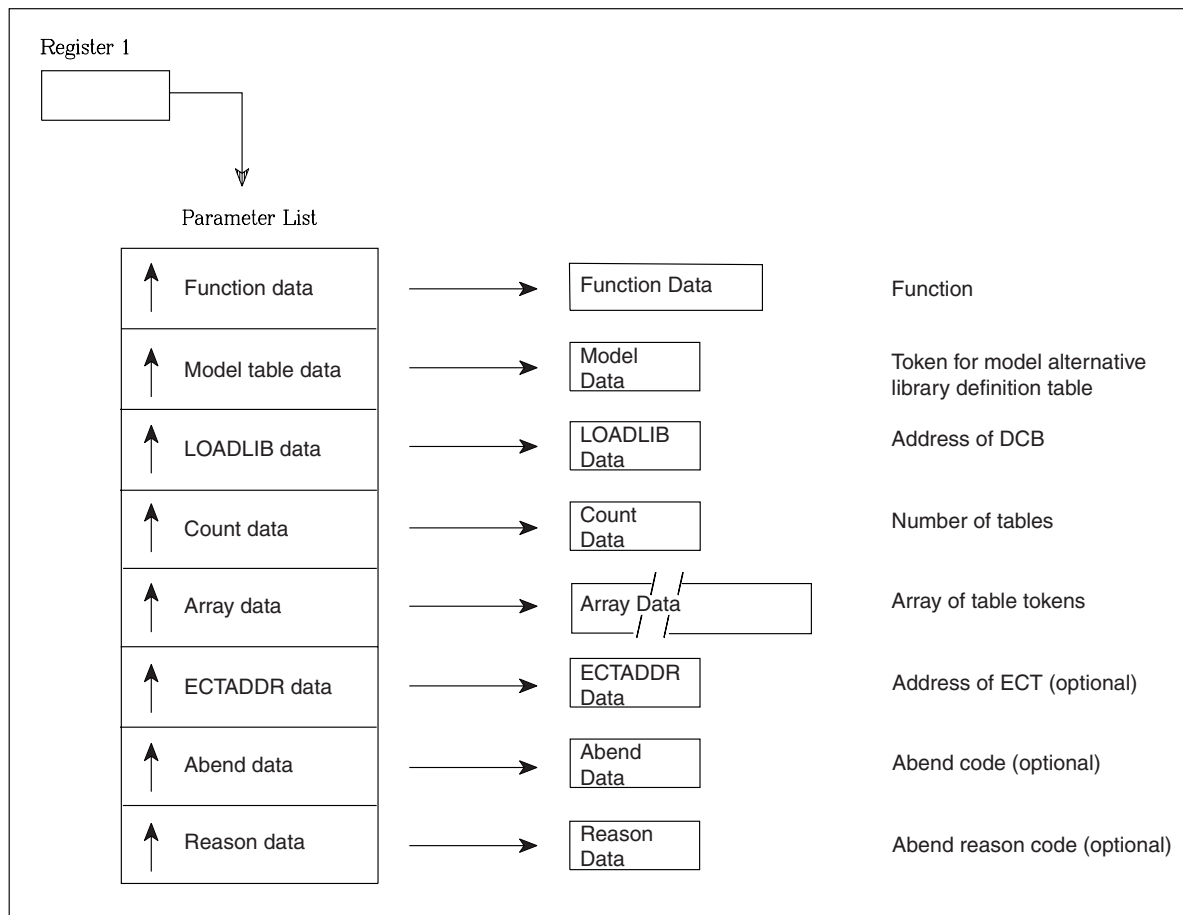 Register 1
Parameter List
Function data
Function Data
Function
Model table data
Model
Data
Token for model alternative
library definition table
LOADLIB data
LOADLIB
Data
Address of DCB
Count data
Count
Data
Number of tables
Array data
Array Data
Array of table tokens
ECTADDR data
ECTADDR
Data
Address of ECT (optional)
Abend data
Abend
Data
Abend code (optional)
Reason data
Reason
Data
Abend reason code (optional)